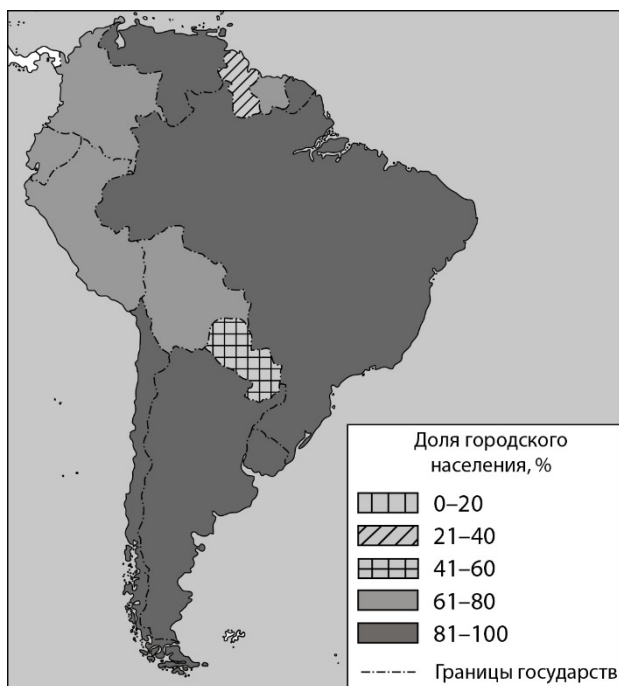 Доля городского
населения, %
0–20
21–40
41–60
61–80
81–100
Границы государств